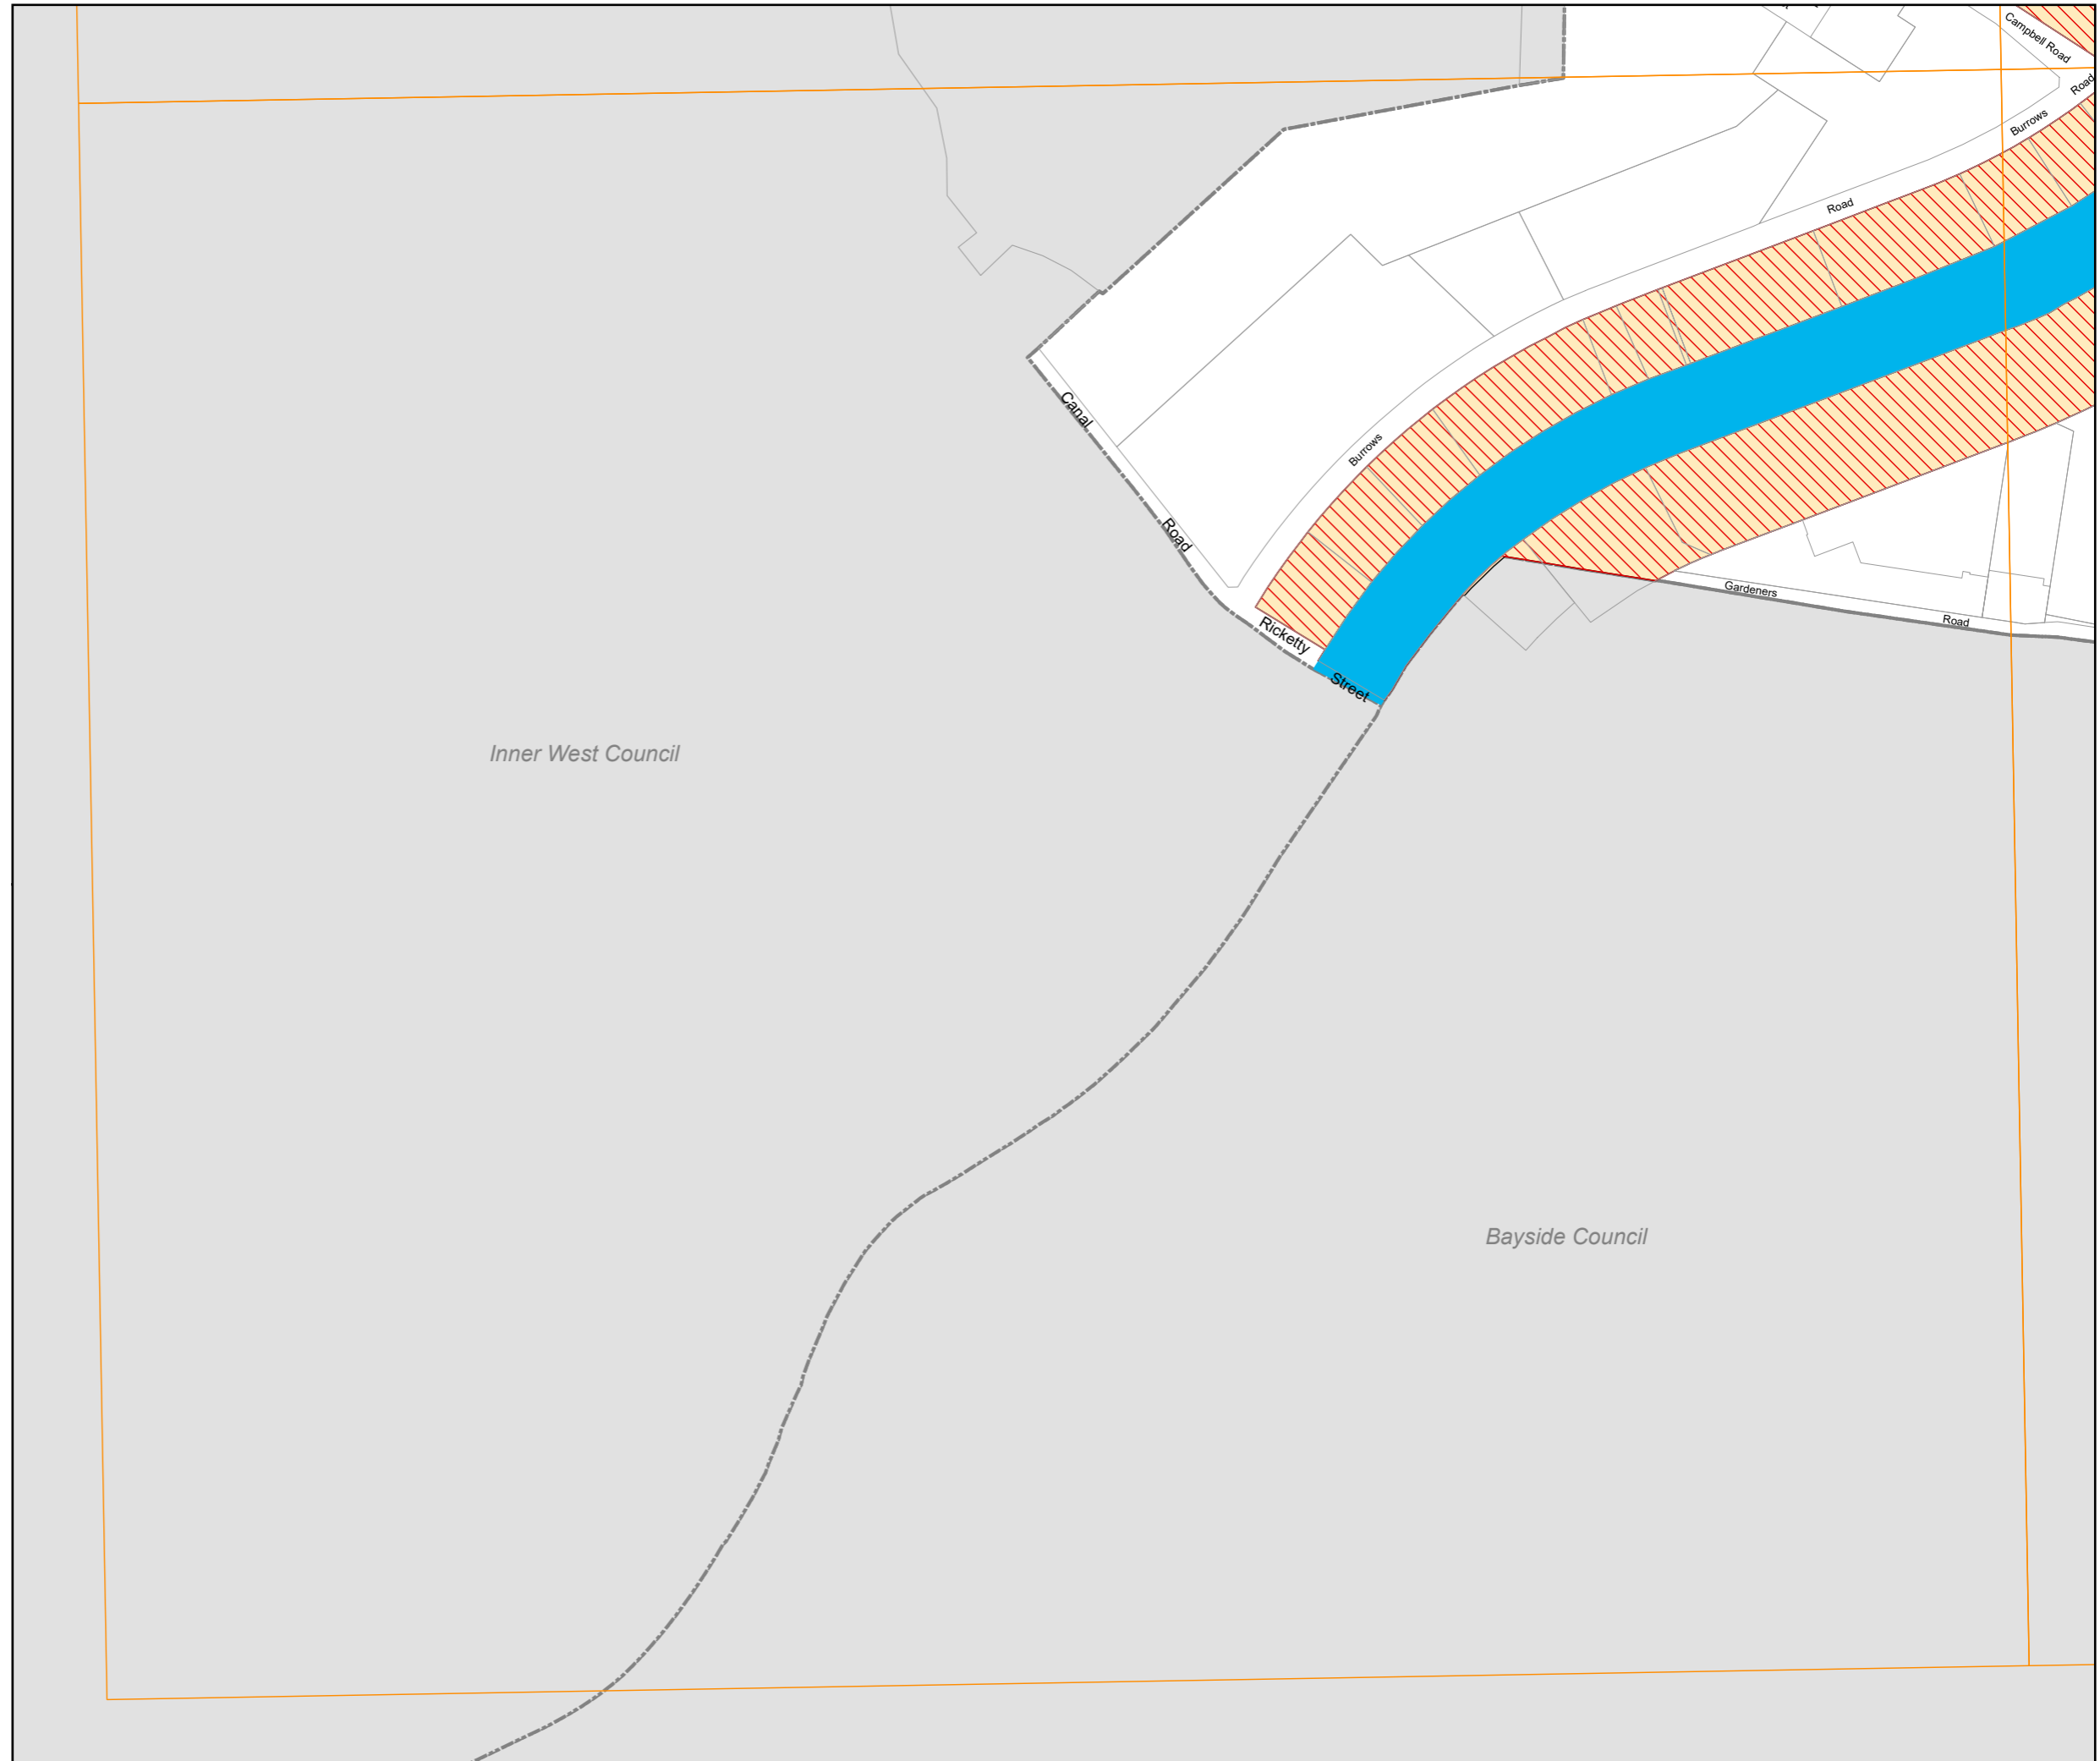 Campbell Road
Road
Burrows
Road
Canal
Burrows
Road
Gardeners
Road
Ricketty
Street
Inner West Council
Bayside Council